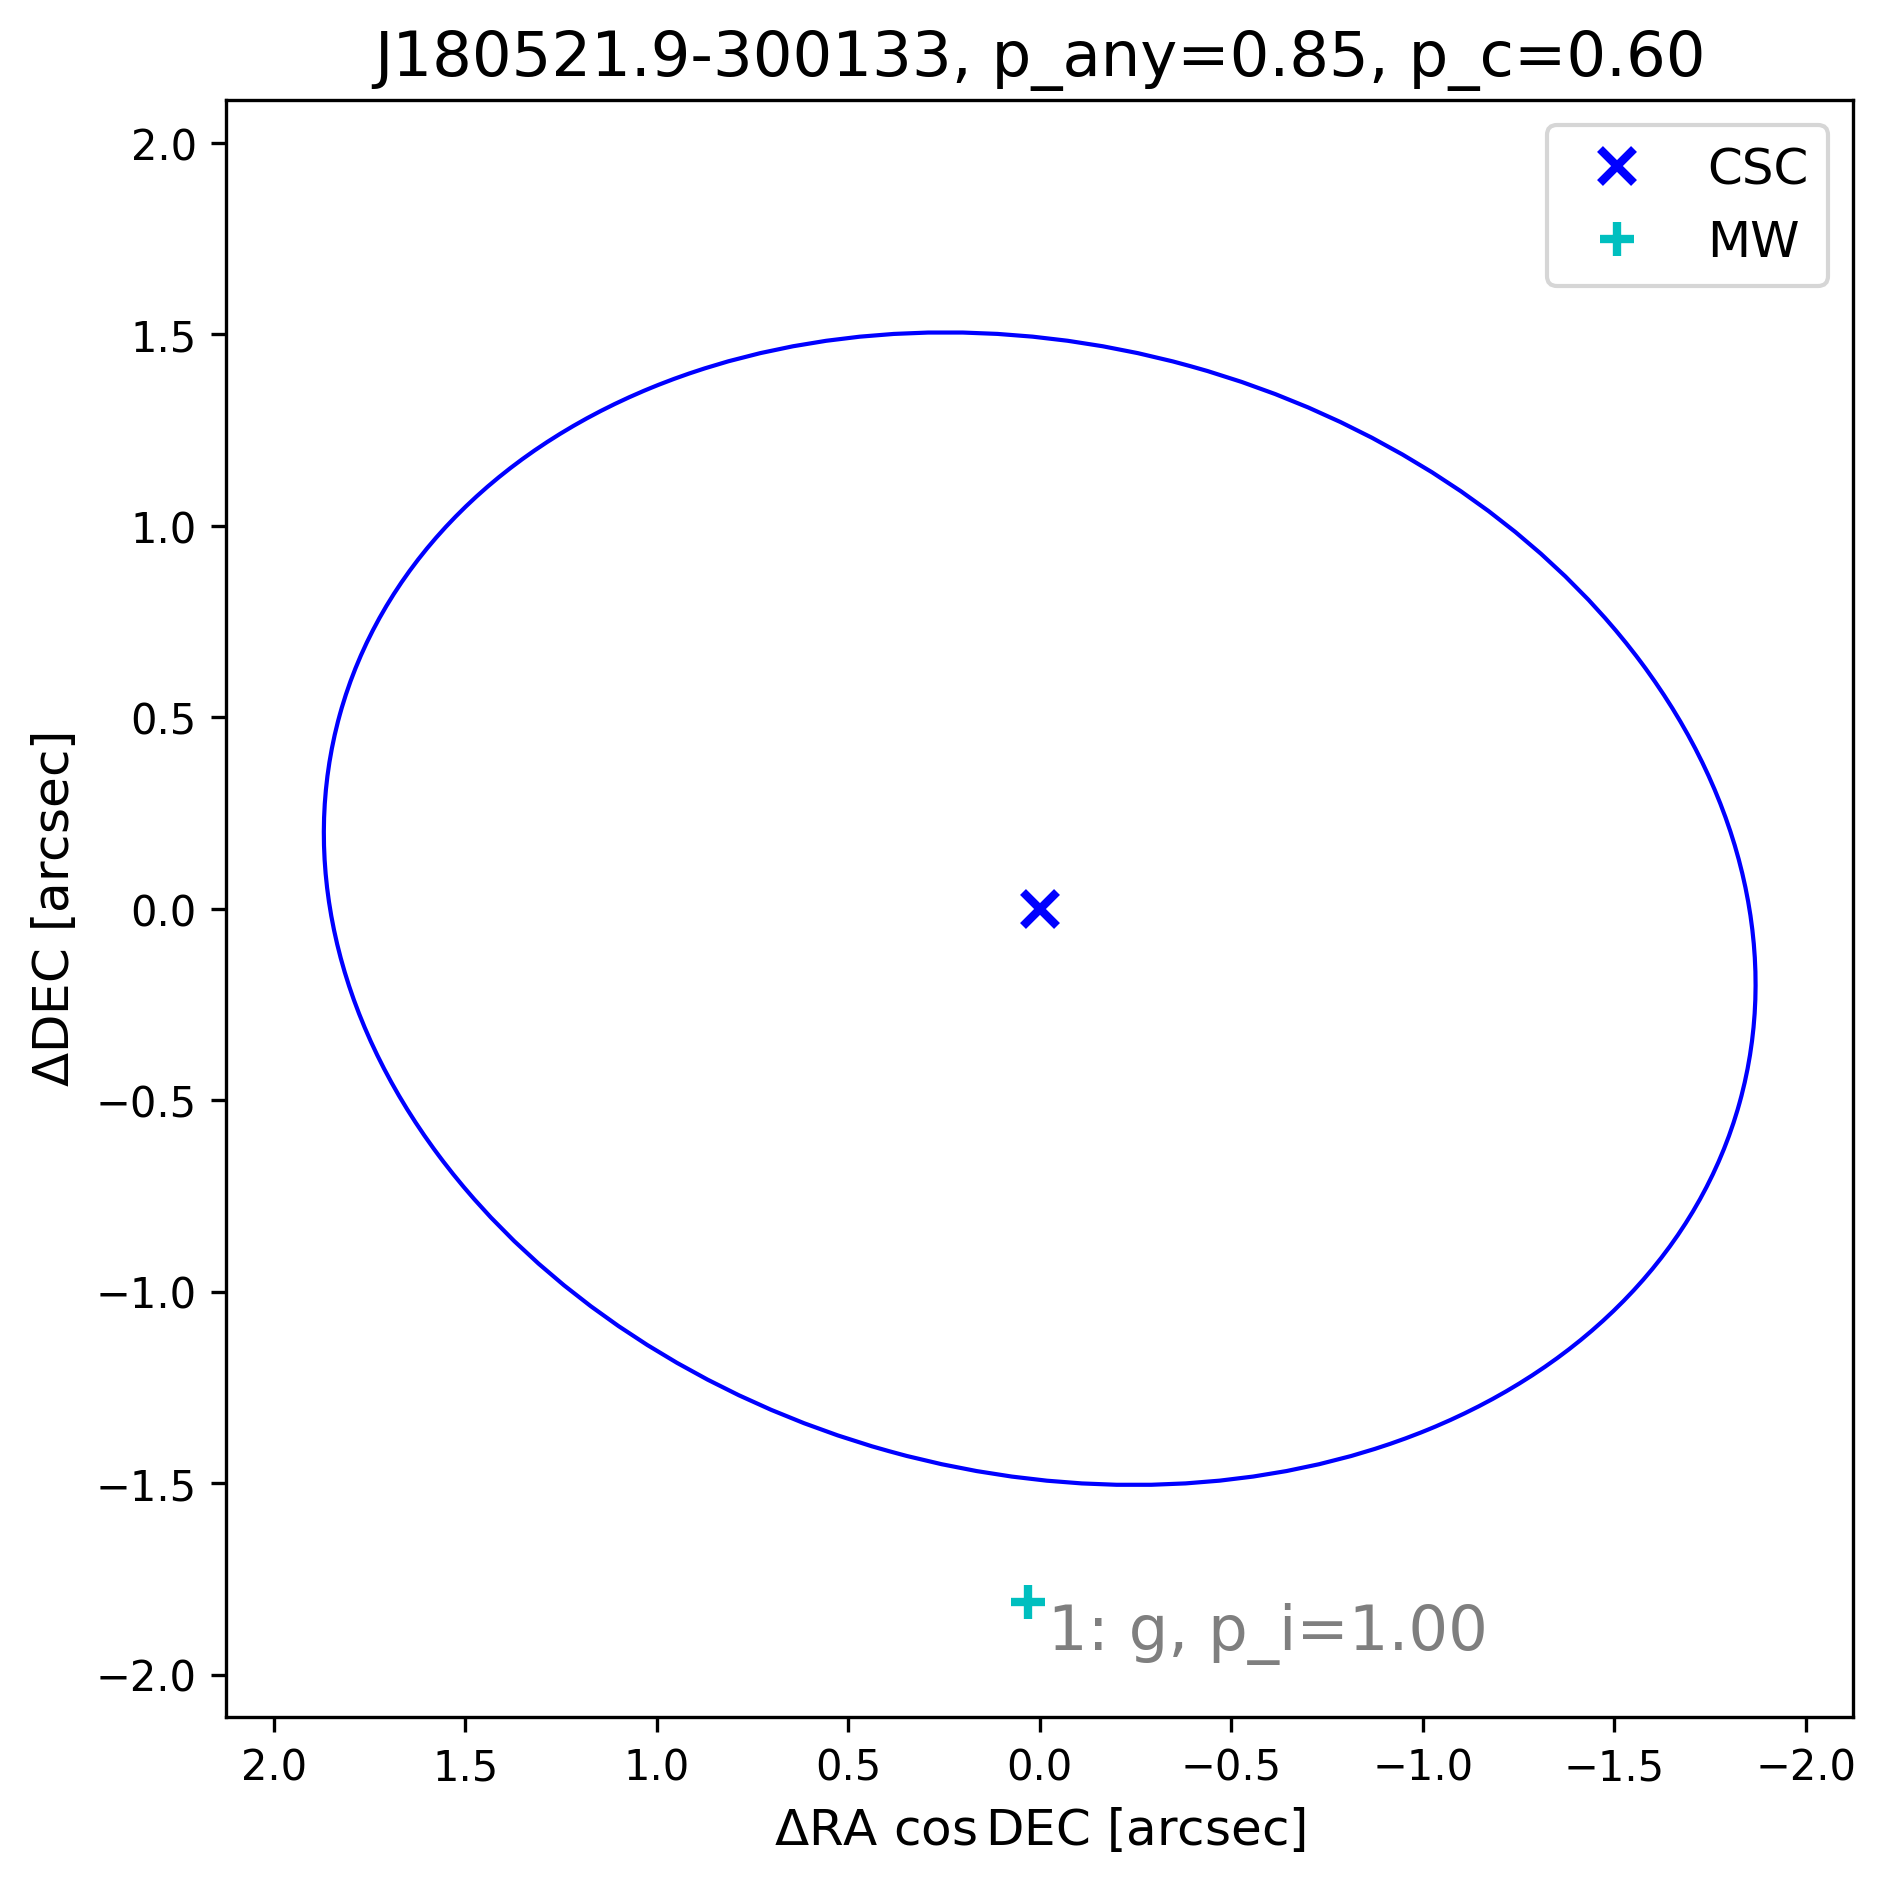 J180521.9-300133, p_any=0.85, p_c=0.60
CSC
MW
2.0
1.5
1.0
0.5
0.0
−0.5
−1.0
−1.5
−2.0
ΔDEC [arcsec]
1: g, p_i=1.00
2.0 1.5 1.0 0.5 0.0 −0.5 −1.0 −1.5 −2.0
ΔRA cos DEC [arcsec]